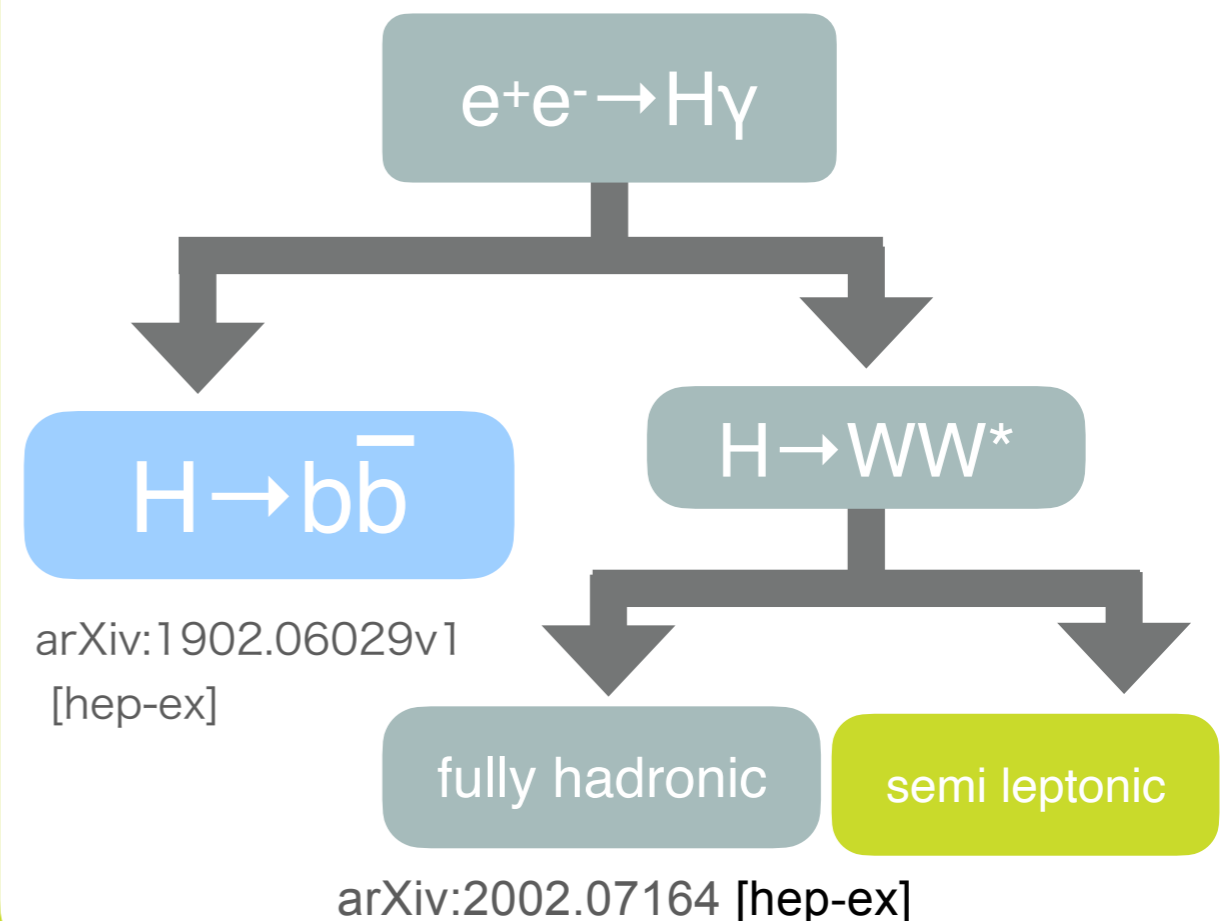 e⁺e⁻→Hγ
H→bb̅
H→WW*
arXiv:1902.06029v1
[hep-ex]
fully hadronic
semi leptonic
arXiv:2002.07164 [hep-ex]